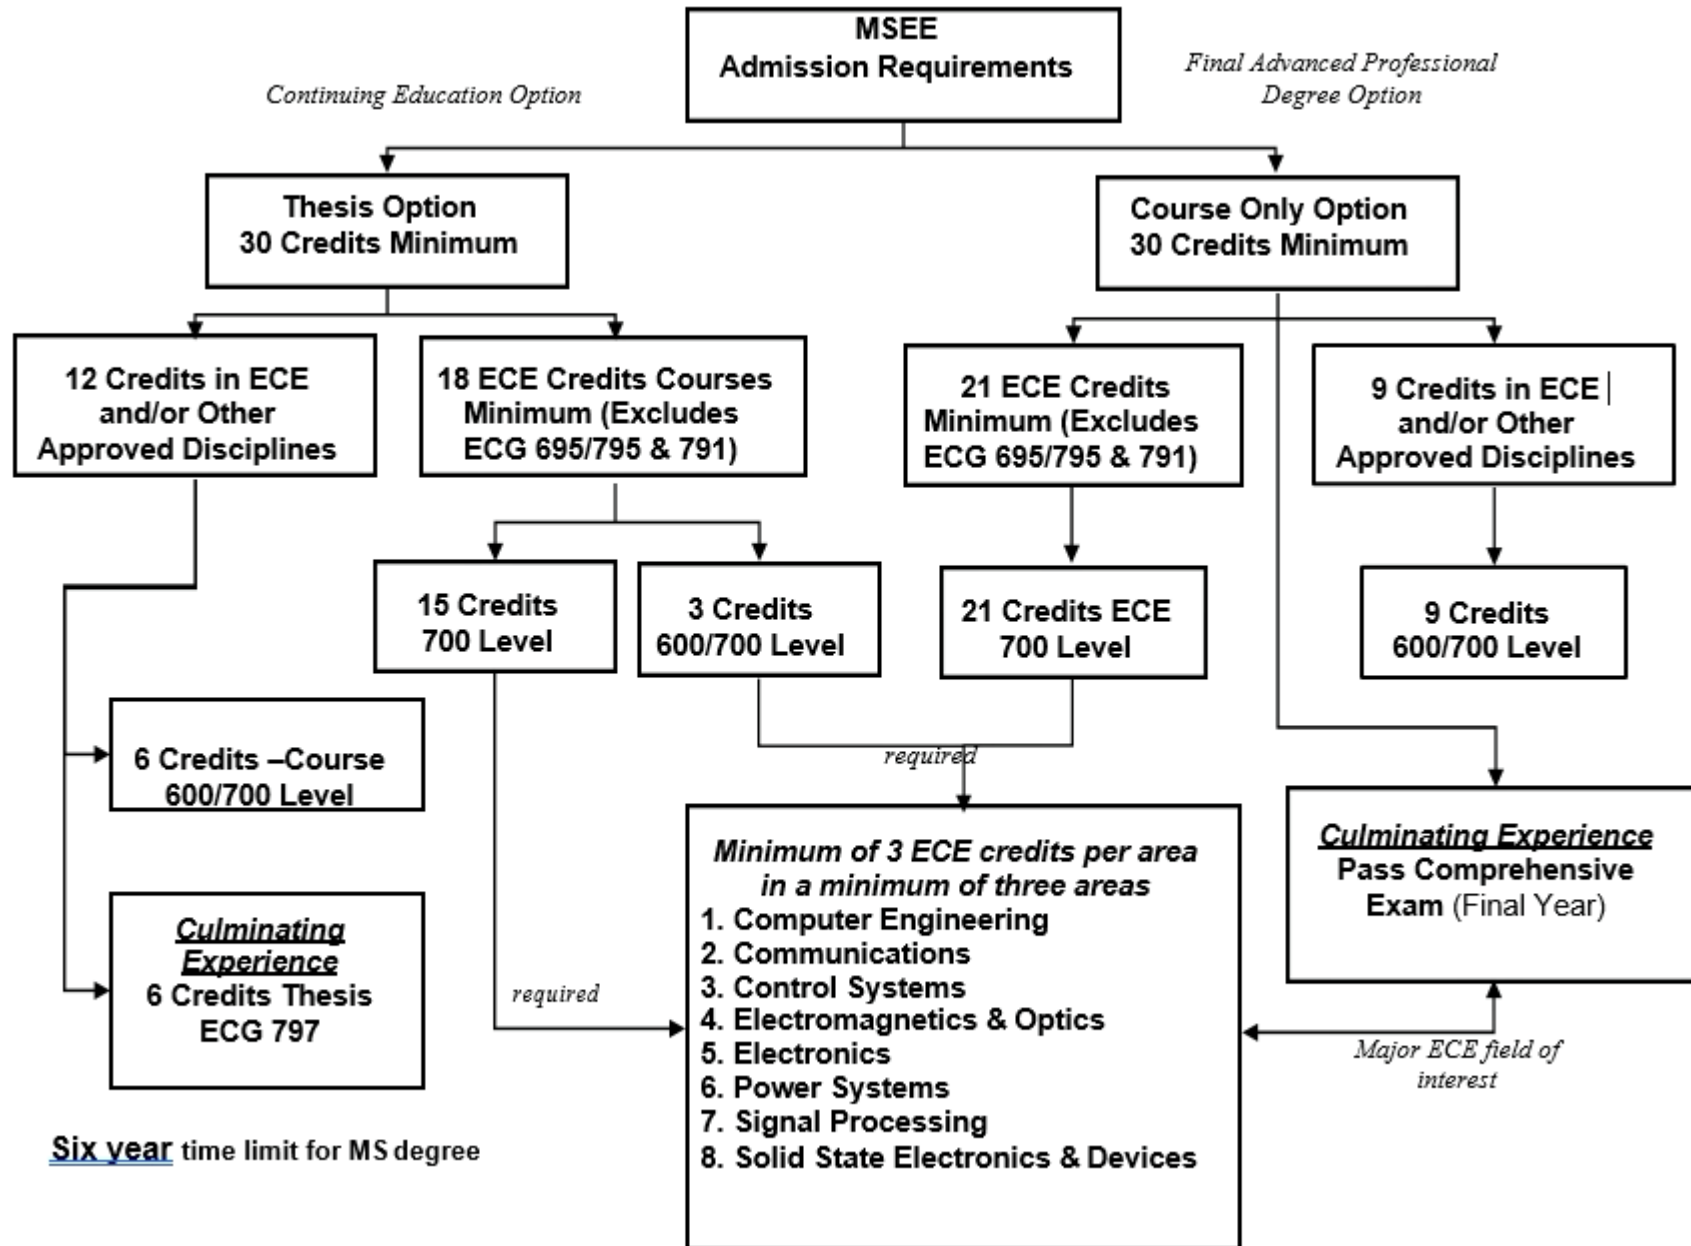 MSEE
Admission Requirements
Continuing Education Option
Final Advanced Professional
Degree Option
Thesis Option
30 Credits Minimum
Course Only Option
30 Credits Minimum
12 Credits in ECE
and/or Other
Approved Disciplines
18 ECE Credits Courses
Minimum (Excludes
ECG 695/795 & 791)
21 ECE Credits
Minimum (Excludes
ECG 695/795 & 791)
9 Credits in ECE
and/or Other
Approved Disciplines
15 Credits
700 Level
3 Credits
600/700 Level
21 Credits ECE
700 Level
9 Credits
600/700 Level
6 Credits –Course
600/700 Level
required
Culminating
Experience
6 Credits Thesis
ECG 797
required
Minimum of 3 ECE credits per area
in a minimum of three areas
1. Computer Engineering
2. Communications
3. Control Systems
4. Electromagnetics & Optics
5. Electronics
6. Power Systems
7. Signal Processing
8. Solid State Electronics & Devices
Culminating Experience
Pass Comprehensive
Exam (Final Year)
Major ECE field of
interest
Six year time limit for MS degree